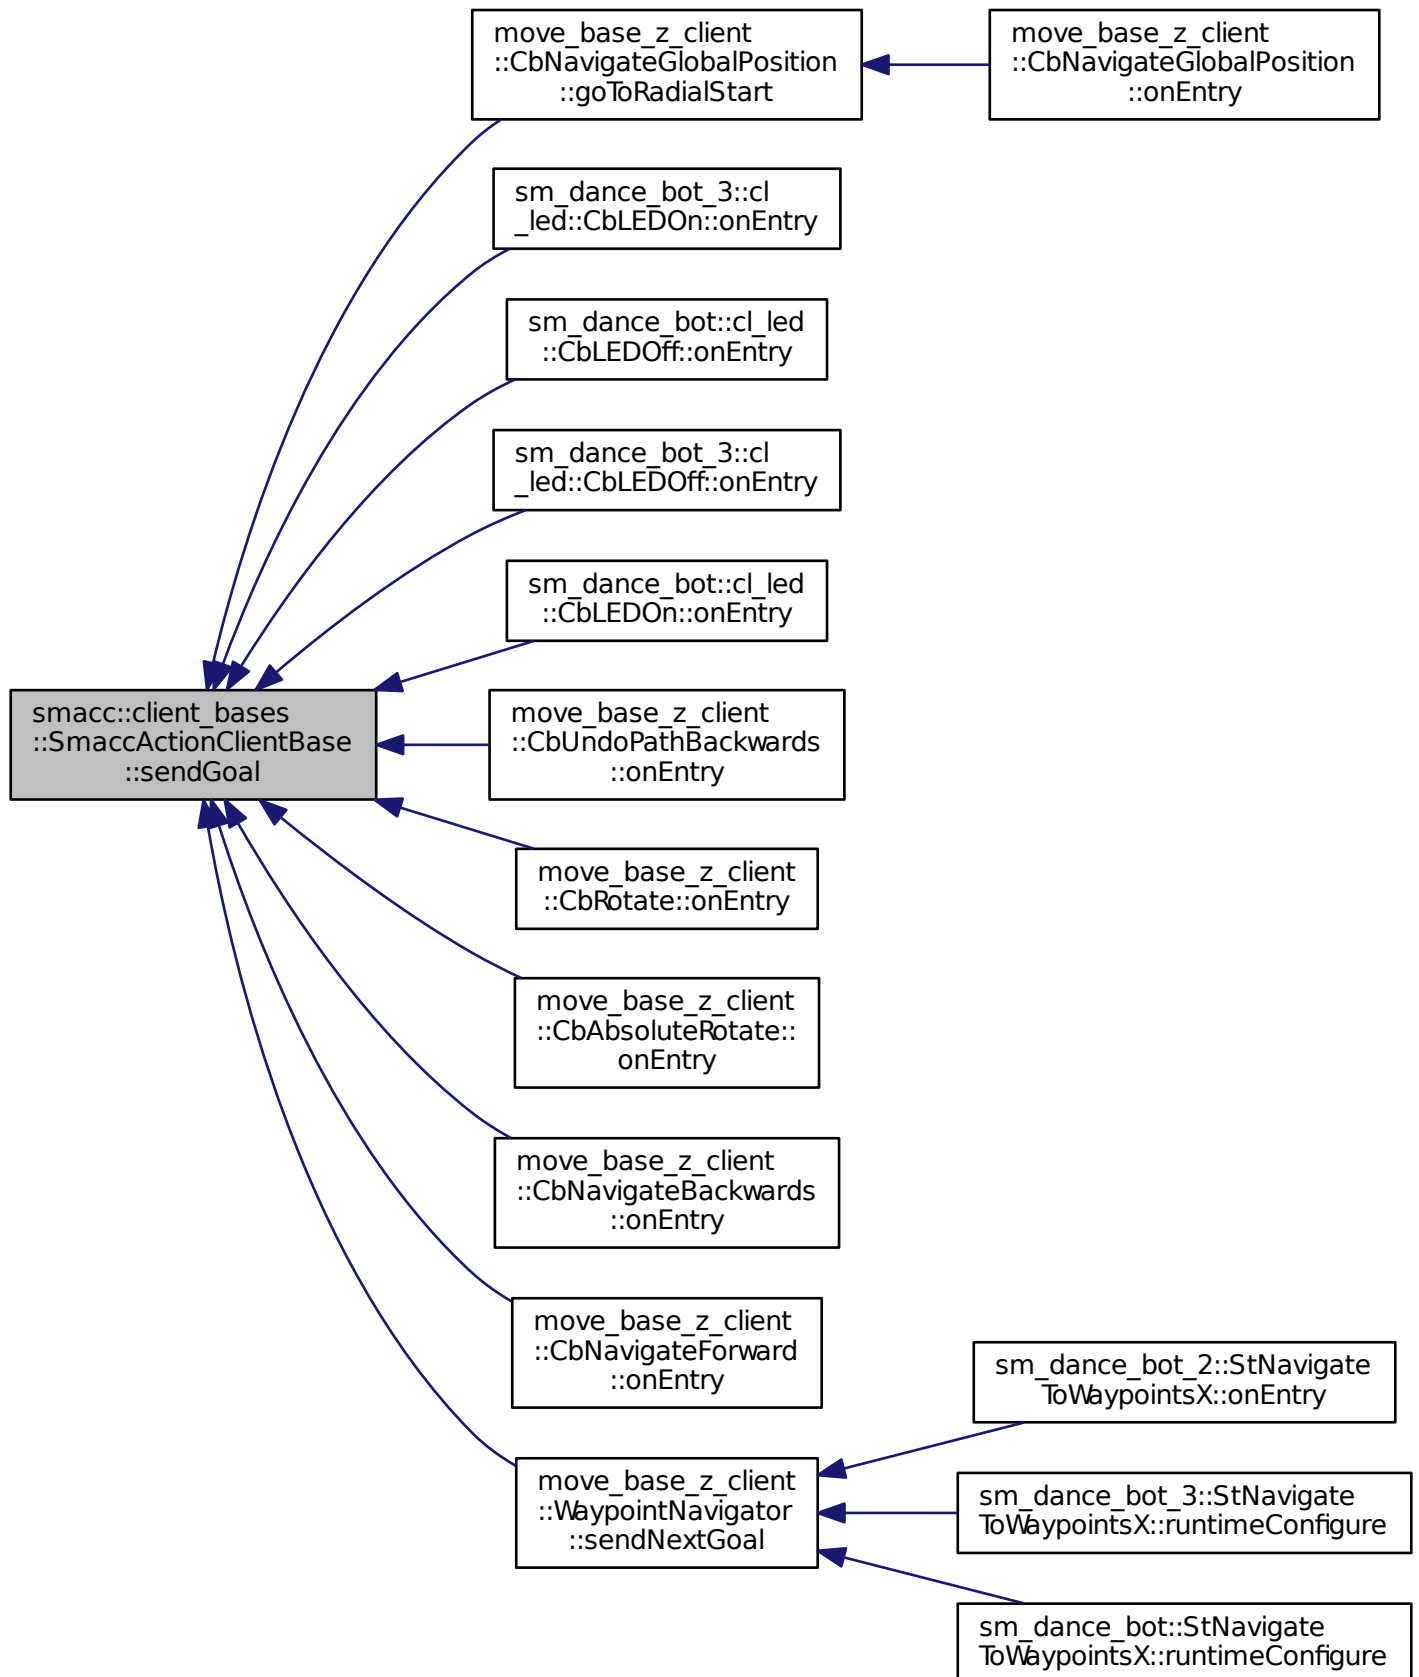 move_base_z_client
::CbNavigateGlobalPosition
::goToRadialStart
move_base_z_client
::CbNavigateGlobalPosition
::onEntry
sm_dance_bot_3::cl
_led::CbLEDOn::onEntry
sm_dance_bot::cl_led
::CbLEDOff::onEntry
sm_dance_bot_3::cl
_led::CbLEDOff::onEntry
sm_dance_bot::cl_led
::CbLEDOn::onEntry
smacc::client_bases
::SmaccActionClientBase
::sendGoal
move_base_z_client
::CbUndoPathBackwards
::onEntry
move_base_z_client
::CbRotate::onEntry
move_base_z_client
::CbAbsoluteRotate::
onEntry
move_base_z_client
::CbNavigateBackwards
::onEntry
move_base_z_client
::CbNavigateForward
::onEntry
move_base_z_client
::WaypointNavigator
::sendNextGoal
sm_dance_bot_2::StNavigate
ToWaypointsX::onEntry
sm_dance_bot_3::StNavigate
ToWaypointsX::runtimeConfigure
sm_dance_bot::StNavigate
ToWaypointsX::runtimeConfigure